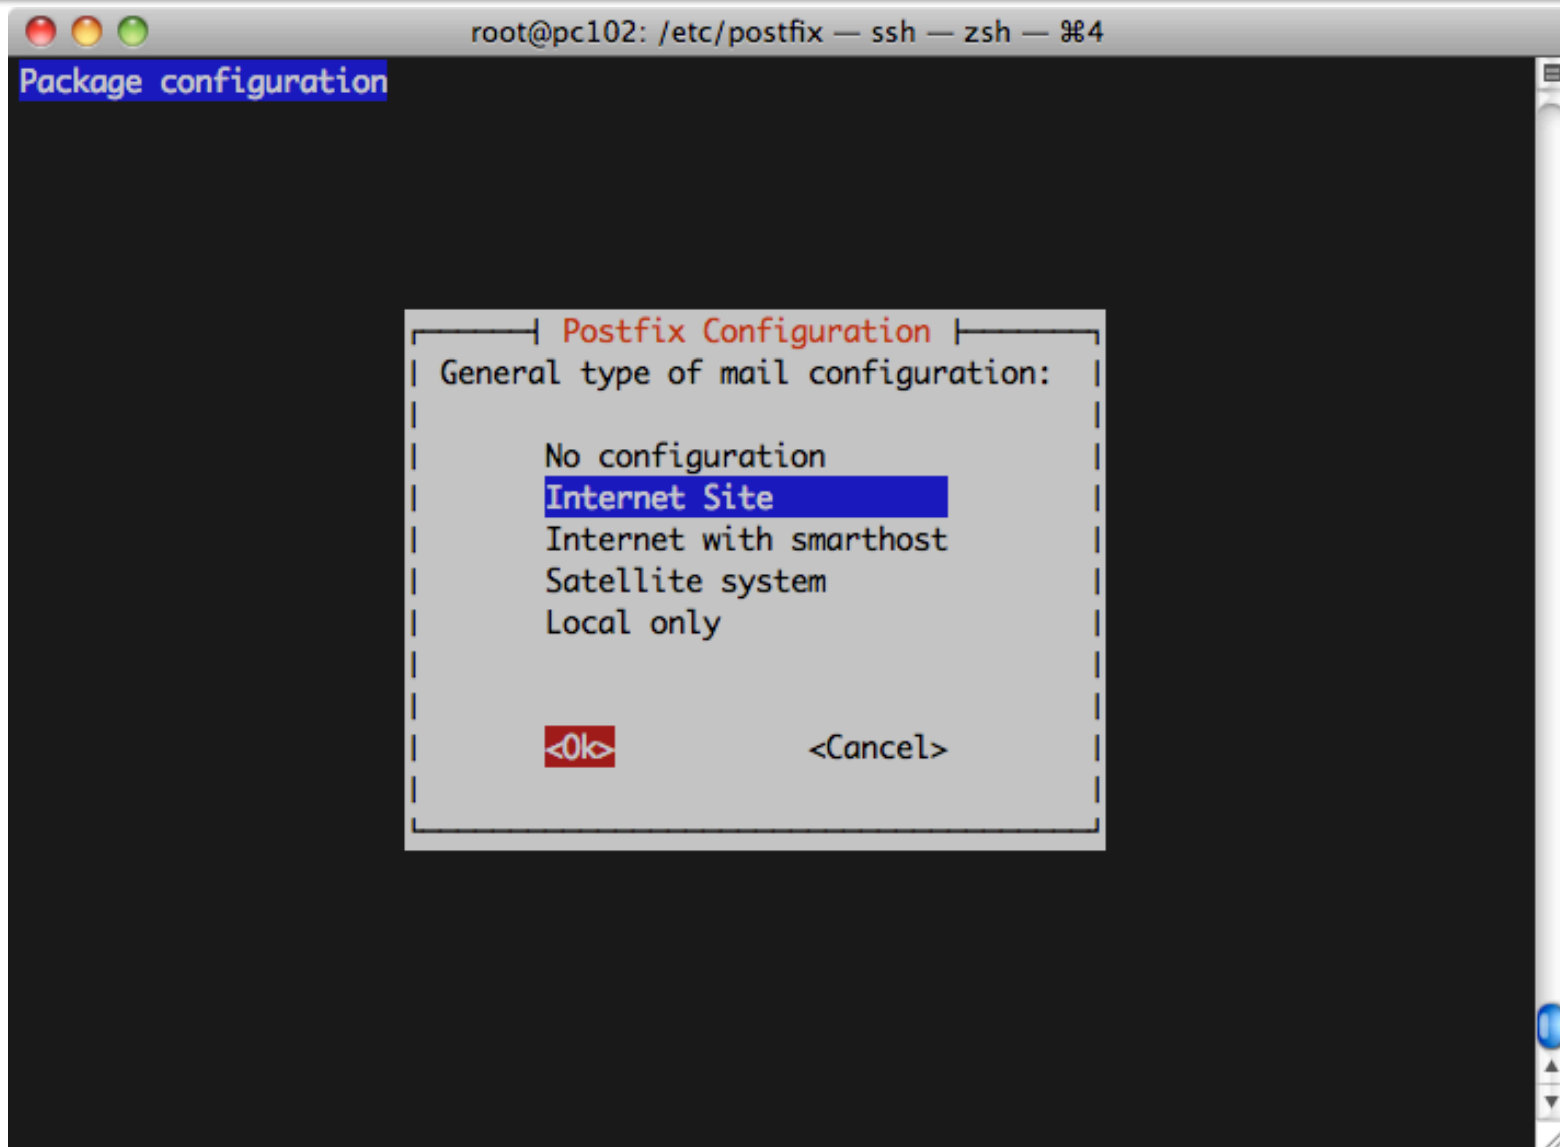 root@pc102: /etc/postfix — ssh — zsh — ⌘4
Package configuration
Postfix Configuration
General type of mail configuration:
No configuration
Internet Site
Internet with smarthost
Satellite system
Local only
<Ok> <Cancel>